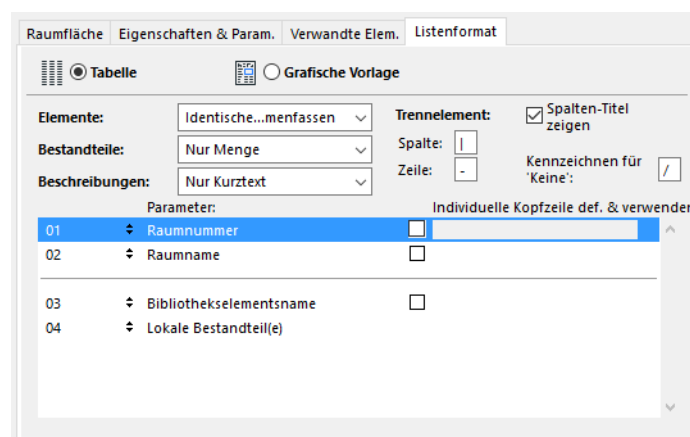 Raumfläche Eigenschaften & Param. Verwandte Elem. Listenformat
Tabelle Grafische Vorlage
Elemente: Identische...menfassen Trennelement: Spalten-Titel zeigen
Bestandteile: Nur Menge Spalte: |
Beschreibungen: Nur Kurztext Zeile: - Kennzeichnen für 'Keine': /
Parameter: Individuelle Kopfzeile def. & verwenden
01 Raumnummer
02 Raumname
03 Bibliothekselementsname
04 Lokale Bestandteil(e)